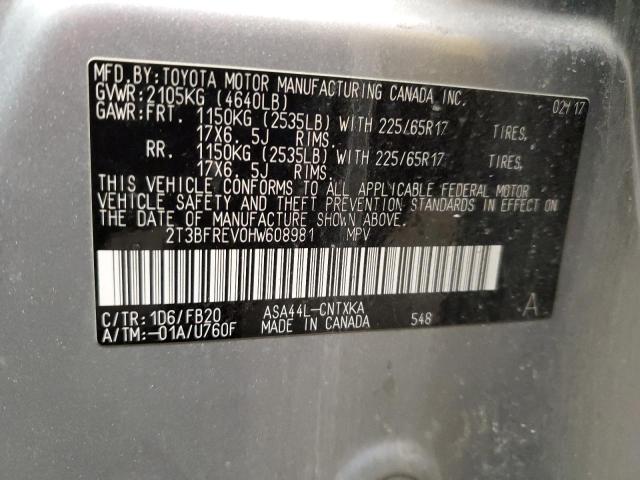 MFD.BY:TOYOTA MOTOR MANUFACTURING CANADA INC.
GVWR:2105KG (4640LB) 02/17
GAWR:FRT. 1150KG (2535LB) WITH 225/65R17 TIRES,
17X6.5J RIMS.
RR. 1150KG (2535LB) WITH 225/65R17 TIRES,
17X6.5J RIMS.
THIS VEHICLE CONFORMS TO ALL APPLICABLE FEDERAL MOTOR
VEHICLE SAFETY BUMPER, AND THEFT PREVENTION STANDARDS IN EFFECT ON
THE DATE OF MANUFACTURE SHOWN ABOVE.
2T3BFREV0HW608981 MPV
C/TR:1D6/FB20 ASA44L-CNTXKA 548 A
A/TM:-01A/U760F MADE IN CANADA